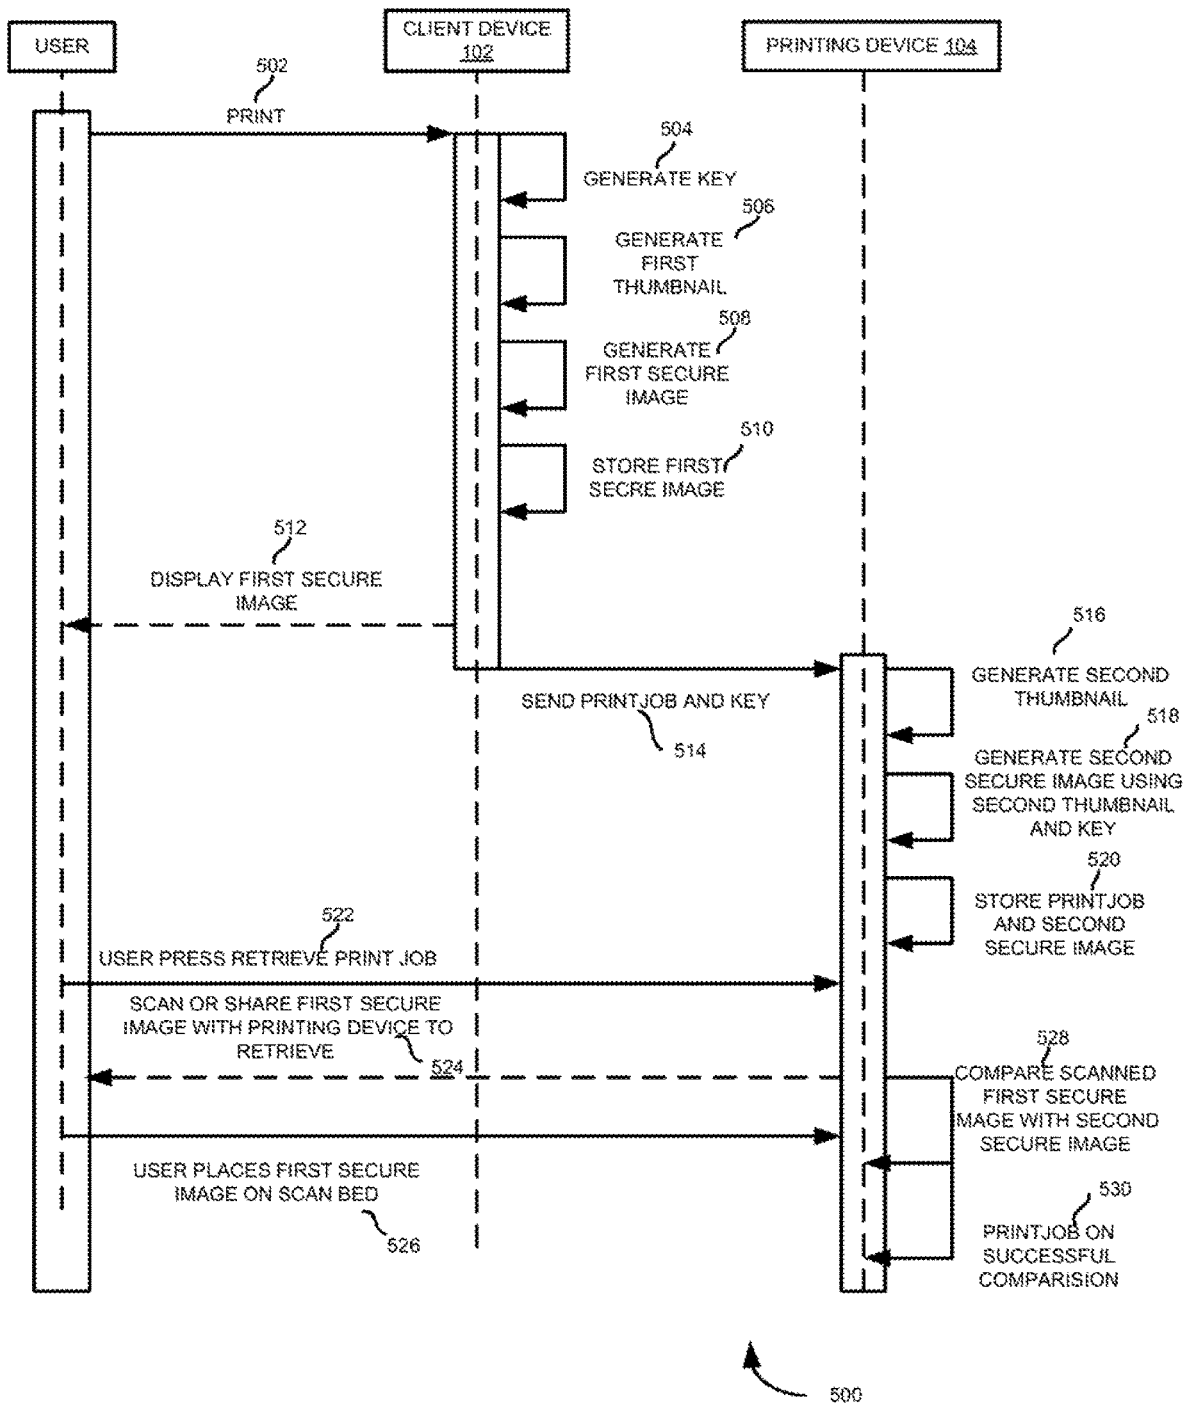 USER
CLIENT DEVICE
102
PRINTING DEVICE 104
502
PRINT
504
GENERATE KEY
506
GENERATE
FIRST
THUMBNAIL
508
GENERATE
FIRST SECURE
IMAGE
510
STORE FIRST
SECRE IMAGE
512
DISPLAY FIRST SECURE
IMAGE
SEND PRINTJOB AND KEY
514
516
GENERATE SECOND
THUMBNAIL
518
GENERATE SECOND
SECURE IMAGE USING
SECOND THUMBNAIL
AND KEY
520
STORE PRINTJOB
AND SECOND
SECURE IMAGE
522
USER PRESS RETRIEVE PRINT JOB
SCAN OR SHARE FIRST SECURE
IMAGE WITH PRINTING DEVICE TO
RETRIEVE
524
528
COMPARE SCANNED
FIRST SECURE
MAGE WITH SECOND
SECURE IMAGE
USER PLACES FIRST SECURE
IMAGE ON SCAN BED
526
530
PRINTJOB ON
SUCCESSFUL
COMPARISION
500